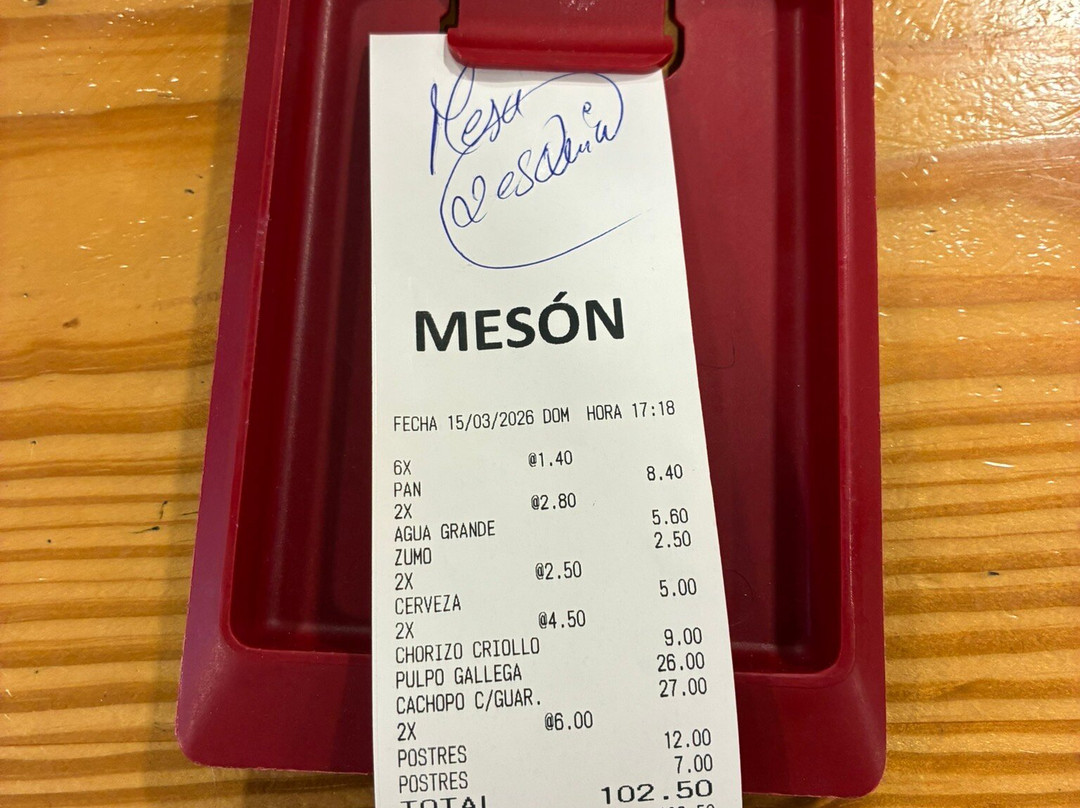 Mesa
esquina
MESÓN
FECHA 15/03/2026 DOM HORA 17:18
6X @1.40
PAN 8.40
2X @2.80
AGUA GRANDE 5.60
ZUMO 2.50
2X @2.50
CERVEZA 5.00
2X @4.50
CHORIZO CRIOLLO 9.00
PULPO GALLEGA 26.00
CACHOPO C/GUAR. 27.00
2X @6.00
POSTRES 12.00
POSTRES 7.00
TOTAL 102.50